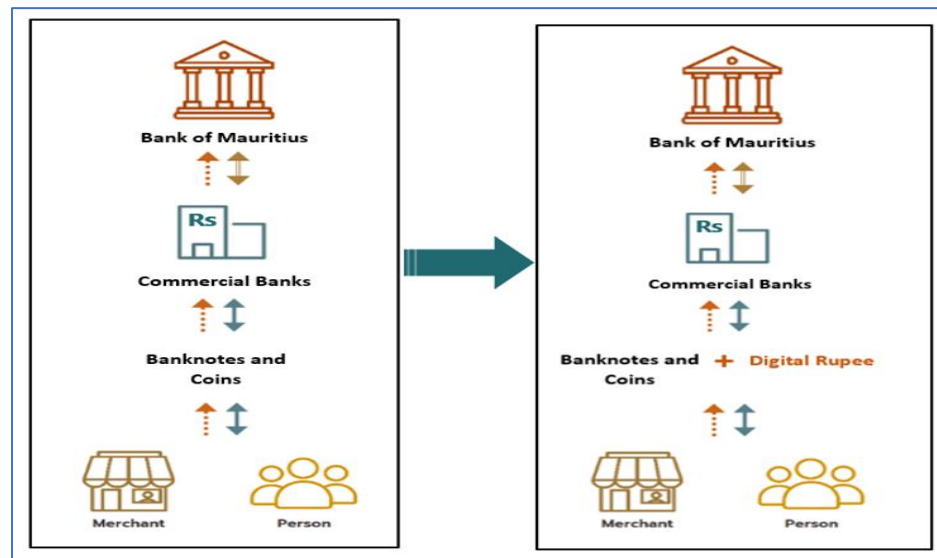 Bank of Mauritius
Rs
Commercial Banks
Banknotes and
Coins
Merchant
Person
Bank of Mauritius
Rs
Commercial Banks
Banknotes and + Digital Rupee
Coins
Merchant
Person